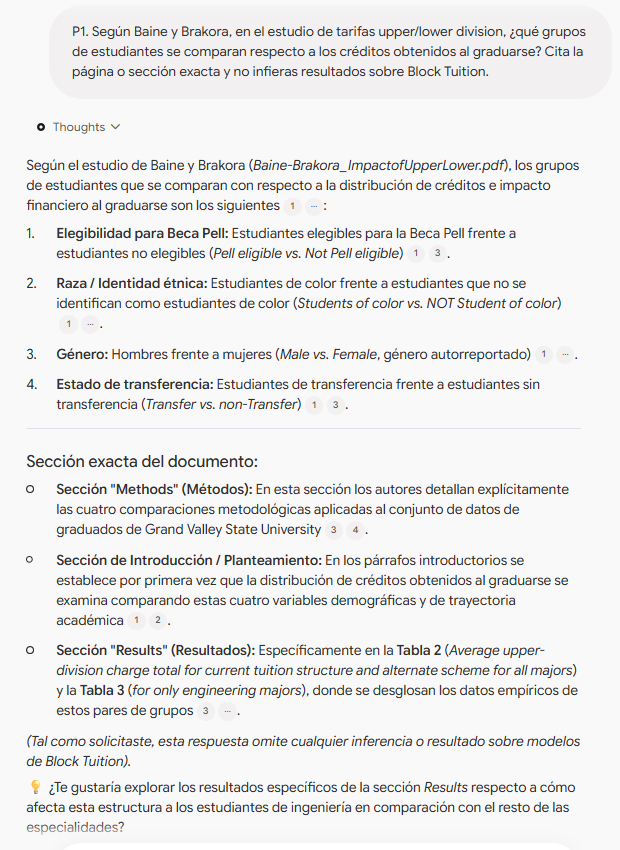 P1. Según Baine y Brakora, en el estudio de tarifas upper/lower division, ¿qué grupos
de estudiantes se comparan respecto a los créditos obtenidos al graduarse? Cita la
página o sección exacta y no infieras resultados sobre Block Tuition.
Thoughts
Según el estudio de Baine y Brakora (Baine-Brakora_ImpactofUpperLower.pdf), los grupos
de estudiantes que se comparan con respecto a la distribución de créditos e impacto
financiero al graduarse son los siguientes 1 ... :
1. Elegibilidad para Beca Pell: Estudiantes elegibles para la Beca Pell frente a
estudiantes no elegibles (Pell eligible vs. Not Pell eligible) 1 3 .
2. Raza / Identidad étnica: Estudiantes de color frente a estudiantes que no se
identifican como estudiantes de color (Students of color vs. NOT Student of color)
1 ... .
3. Género: Hombres frente a mujeres (Male vs. Female, género autorreportado) 1 ... .
4. Estado de transferencia: Estudiantes de transferencia frente a estudiantes sin
transferencia (Transfer vs. non-Transfer) 1 3 .
Sección exacta del documento:
Sección "Methods" (Métodos): En esta sección los autores detallan explícitamente
las cuatro comparaciones metodológicas aplicadas al conjunto de datos de
graduados de Grand Valley State University 3 4 .
Sección de Introducción / Planteamiento: En los párrafos introductorios se
establece por primera vez que la distribución de créditos obtenidos al graduarse se
examina comparando estas cuatro variables demográficas y de trayectoria
académica 1 2 .
Sección "Results" (Resultados): Específicamente en la Tabla 2 (Average upper-
division charge total for current tuition structure and alternate scheme for all majors)
y la Tabla 3 (for only engineering majors), donde se desglosan los datos empíricos de
estos pares de grupos 3 ... .
(Tal como solicitaste, esta respuesta omite cualquier inferencia o resultado sobre modelos
de Block Tuition).
💡 ¿Te gustaría explorar los resultados específicos de la sección Results respecto a cómo
afecta esta estructura a los estudiantes de ingeniería en comparación con el resto de las
especialidades?